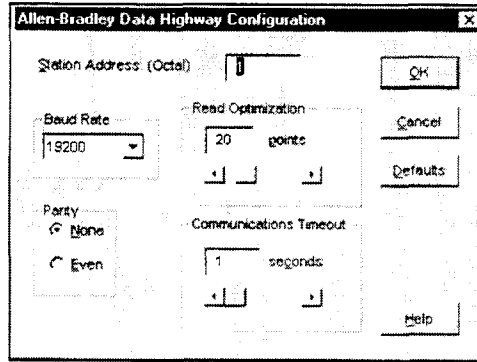 Allen-Bradley Data Highway Configuration
Station Address: (Octal)
OK
Baud Rate
19200
Read Optimization
20 points
Cancel
Defaults
Parity
None
Even
Communications Timeout
1 seconds
Help